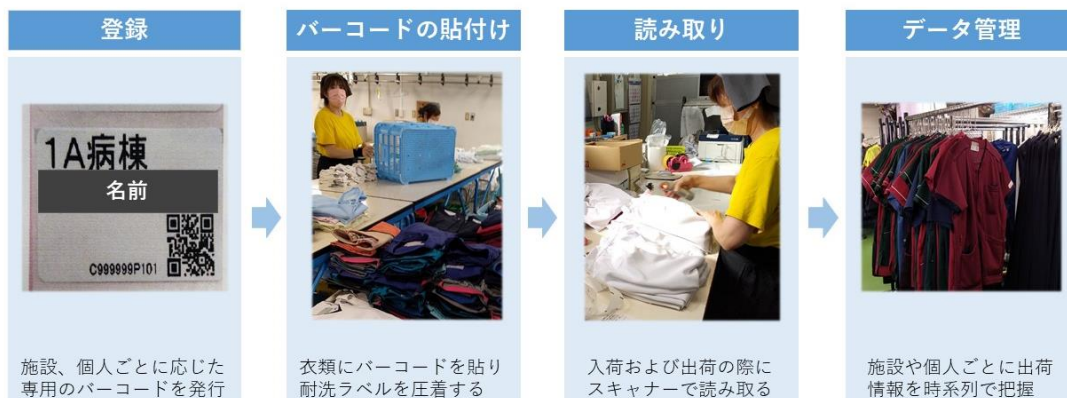 登録
1A病棟
名前
C999999P101
施設、個人ごとに応じた
専用のバーコードを発行
バーコードの貼付け
衣類にバーコードを貼り
耐洗ラベルを圧着する
読み取り
入荷および出荷の際に
スキャナーで読み取る
データ管理
施設や個人ごとに出荷
情報を時系列で把握